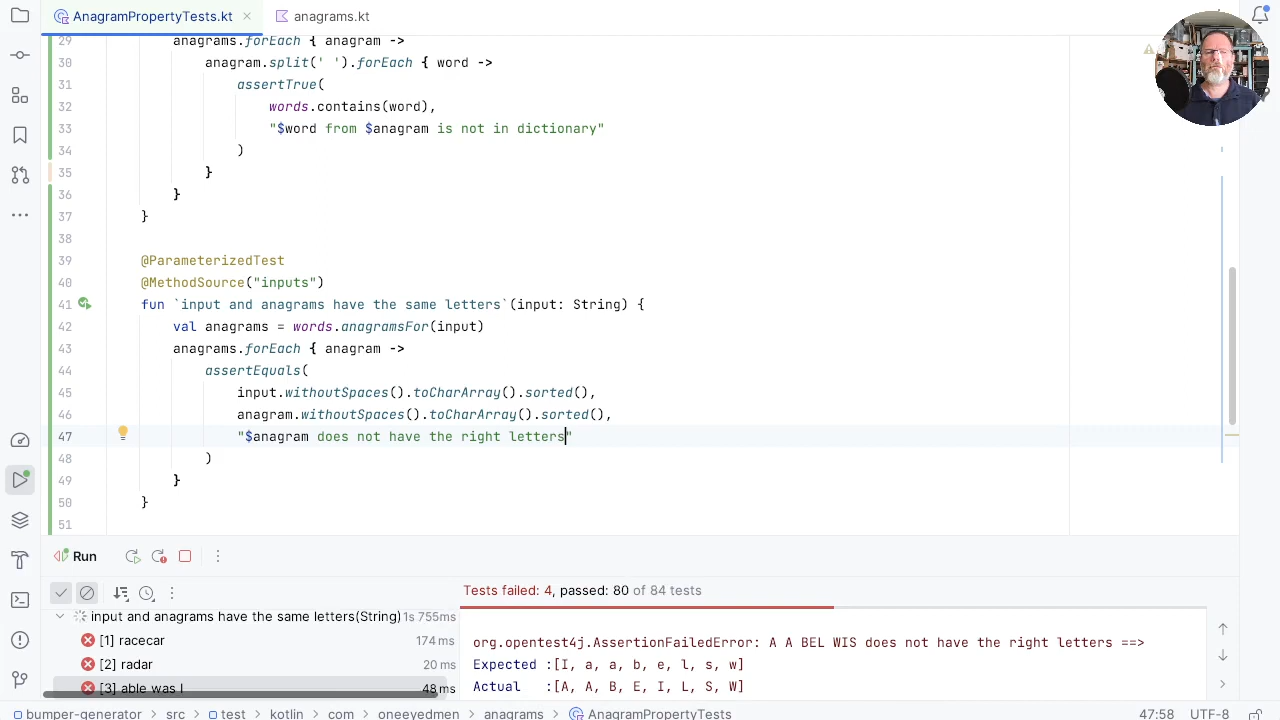 AnagramPropertyTests.kt
anagrams.kt
29 anagrams.forEach { anagram ->
30 anagram.split(' ').forEach { word ->
31 assertTrue(
32 words.contains(word),
33 "$word from $anagram is not in dictionary"
34 )
35 }
36 }
37 }
38
39 @ParameterizedTest
40 @MethodSource("inputs")
41 fun `input and anagrams have the same letters`(input: String) {
42 val anagrams = words.anagramsFor(input)
43 anagrams.forEach { anagram ->
44 assertEquals(
45 input.withoutSpaces().toCharArray().sorted(),
46 anagram.withoutSpaces().toCharArray().sorted(),
47 "$anagram does not have the right letters"
48 )
49 }
50 }
51
Run
Tests failed: 4, passed: 80 of 84 tests
input and anagrams have the same letters(String) 1s 755ms
[1] racecar 174 ms
[2] radar 20 ms
[3] able was I 48 ms
org.opentest4j.AssertionFailedError: A A BEL WIS does not have the right letters ==>
Expected :[I, a, a, b, e, l, s, w]
Actual :[A, A, B, E, I, L, S, W]
bumper-generator > src > test > kotlin > com > oneeyedmen > anagrams > AnagramPropertyTests
47:58 UTF-8